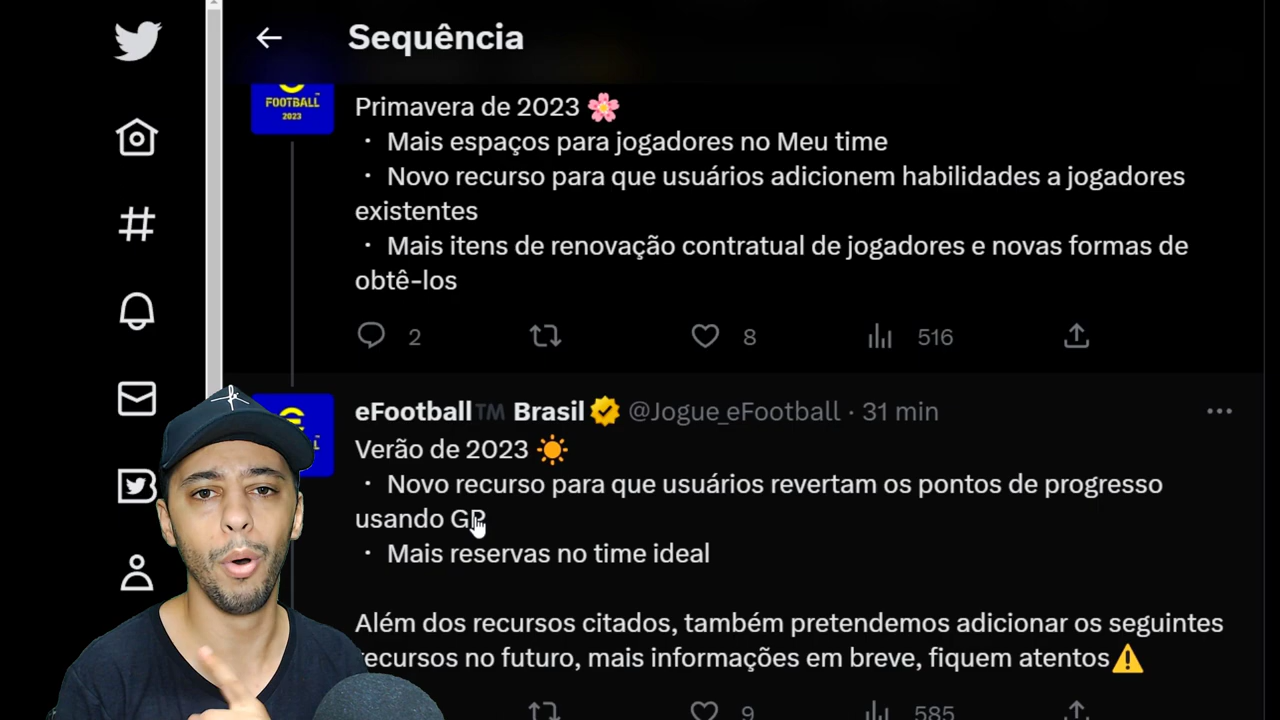 Sequência
FOOTBALL
2023
Primavera de 2023 🌸
・ Mais espaços para jogadores no Meu time
・ Novo recurso para que usuários adicionem habilidades a jogadores
existentes
・ Mais itens de renovação contratual de jogadores e novas formas de
obtê-los
2 8 516
eFootball™ Brasil @Jogue_eFootball · 31 min
Verão de 2023 ☀️
・ Novo recurso para que usuários revertam os pontos de progresso
usando GP
・ Mais reservas no time ideal
Além dos recursos citados, também pretendemos adicionar os seguintes
recursos no futuro, mais informações em breve, fiquem atentos⚠️
9 585